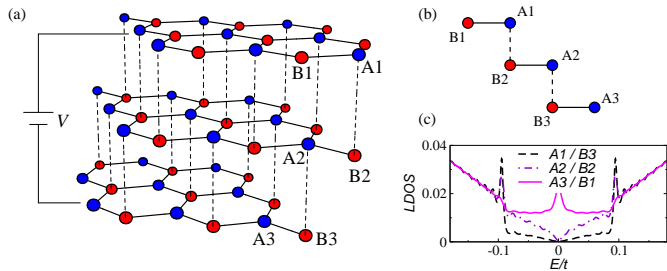 (a)
V
B1
A1
A2
B2
A3
B3
(b)
A1
B1
A2
B2
A3
B3
(c)
0.04
0.02
0
LDOS
A1/B3
A2/B2
A3/B1
-0.1 0 0.1
E/t